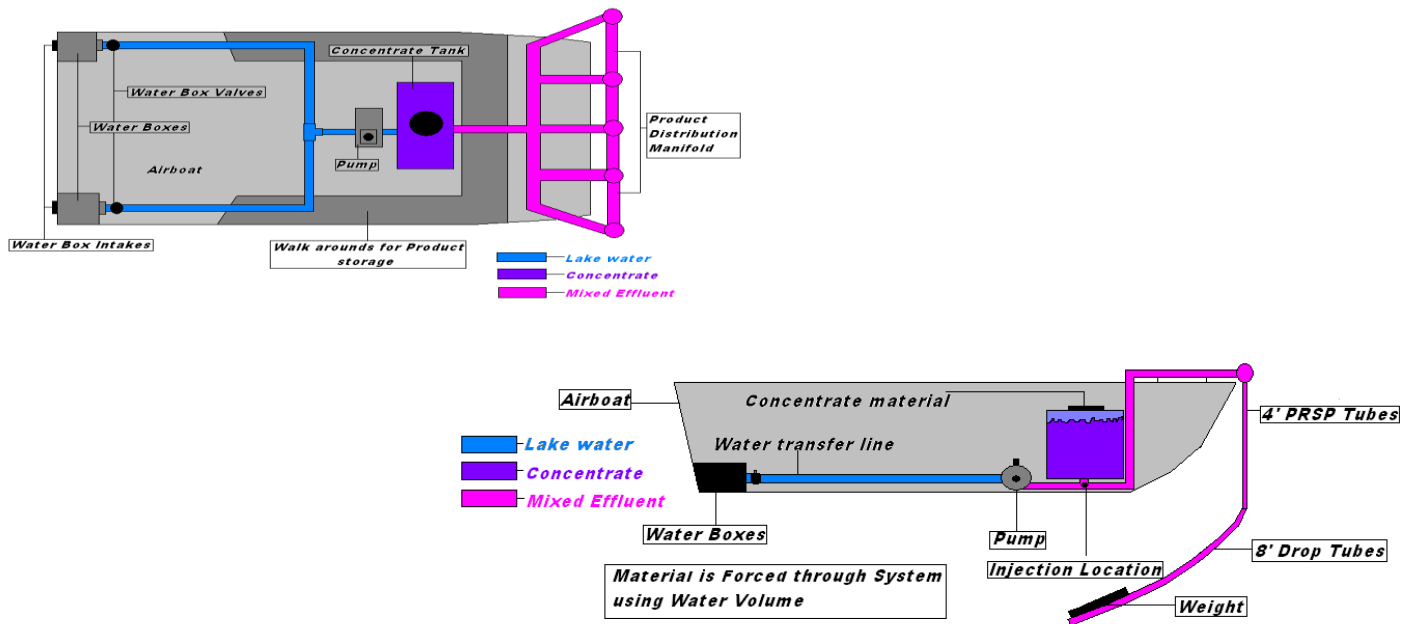 Concentrate Tank
Water Box Valves
Water Boxes
Product
Distribution
Manifold
Pump
Airboat
Water Box Intakes
Walk arounds for Product
storage
Lake water
Concentrate
Mixed Effluent
Airboat
Concentrate material
4' PRSP Tubes
Lake water
Water transfer line
Concentrate
Mixed Effluent
Water Boxes
Pump
8' Drop Tubes
Injection Location
Material is Forced through System
using Water Volume
Weight